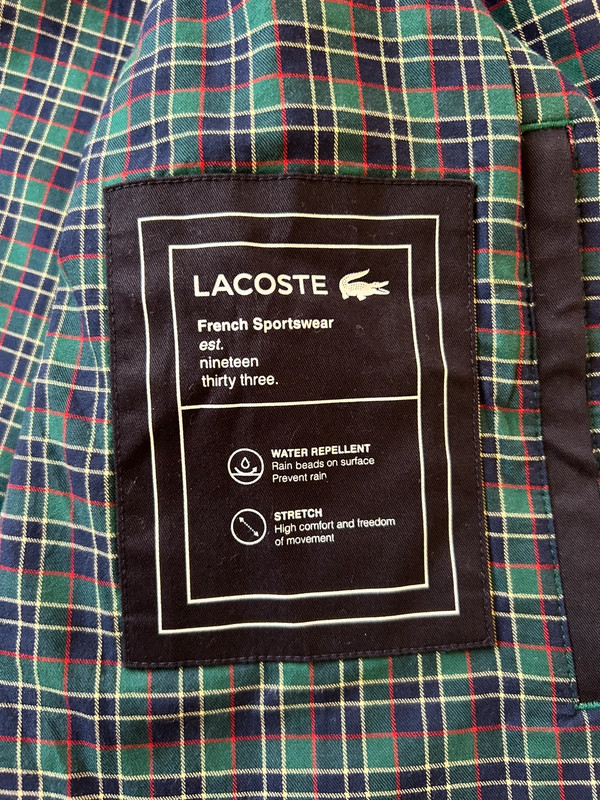 LACOSTE
French Sportswear
est.
nineteen
thirty three.
WATER REPELLENT
Rain beads on surface
Prevent rain
STRETCH
High comfort and freedom
of movement